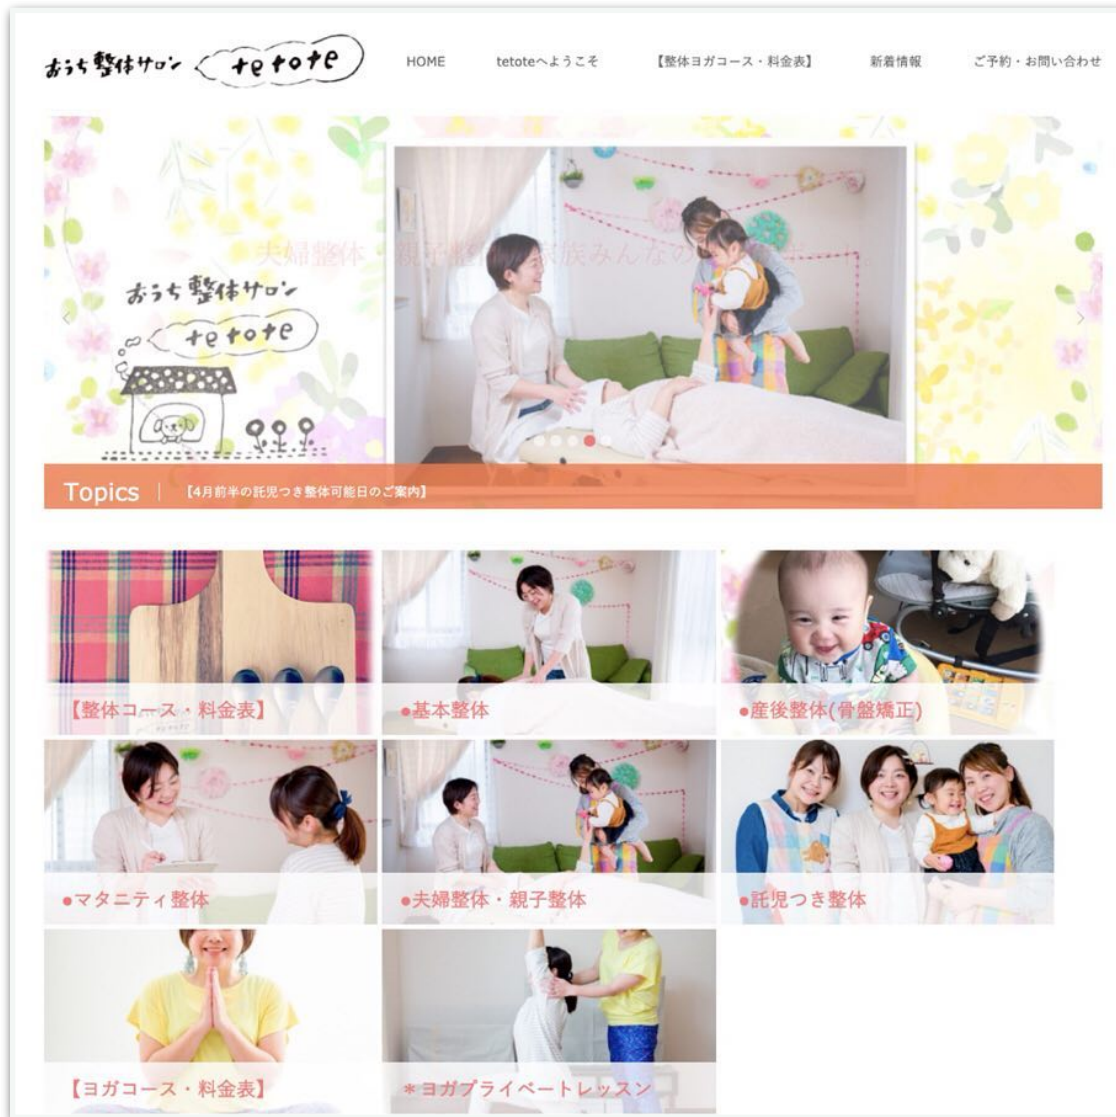 おうち整体サロン tetote
HOME
tetoteへようこそ
【整体ヨガコース・料金表】
新着情報
ご予約・お問い合わせ
おうち整体サロン
tetote
Topics
【4月前半の託児つき整体可能日のご案内】
【整体コース・料金表】
●基本整体
●産後整体(骨盤矯正)
●マタニティ整体
●夫婦整体・親子整体
●託児つき整体
【ヨガコース・料金表】
＊ヨガプライベートレッスン